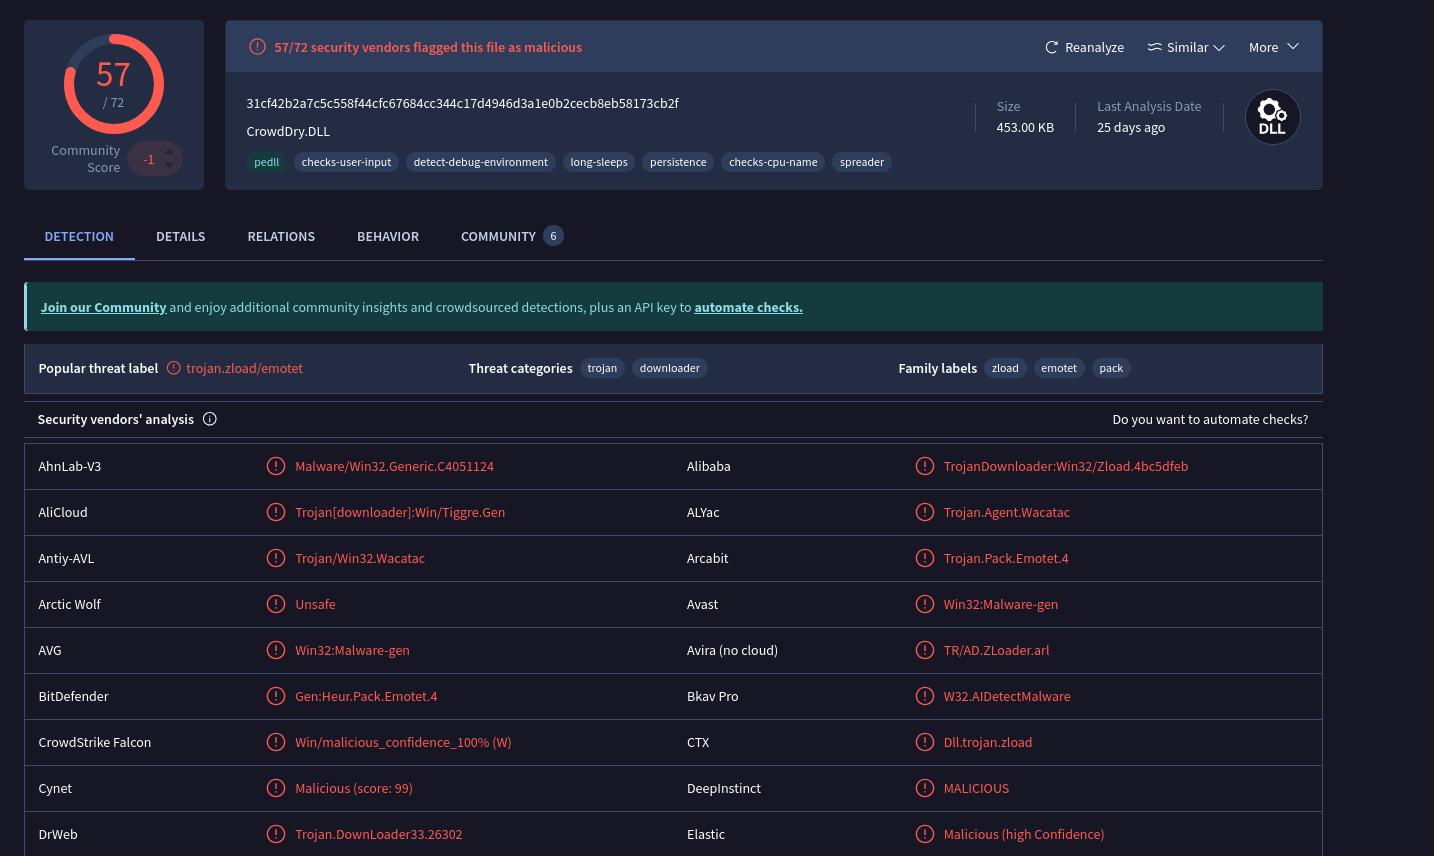 57
/ 72
Community
Score
-1
57/72 security vendors flagged this file as malicious
Reanalyze
Similar
More
31cf42b2a7c5c558f44cfc67684cc344c17d4946d3a1e0b2cecb8eb58173cb2f
CrowdDry.DLL
pedll checks-user-input detect-debug-environment long-sleeps persistence checks-cpu-name spreader
Size
453.00 KB
Last Analysis Date
25 days ago
DLL
DETECTION DETAILS RELATIONS BEHAVIOR COMMUNITY 6
Join our Community and enjoy additional community insights and crowdsourced detections, plus an API key to automate checks.
Popular threat label trojan.zload/emotet Threat categories trojan downloader Family labels zload emotet pack
Security vendors' analysis Do you want to automate checks?
AhnLab-V3 Malware/Win32.Generic.C4051124 Alibaba TrojanDownloader:Win32/Zload.4bc5dfeb
AliCloud Trojan[downloader]:Win/Tiggre.Gen ALYac Trojan.Agent.Wacatac
Antiy-AVL Trojan/Win32.Wacatac Arcabit Trojan.Pack.Emotet.4
Arctic Wolf Unsafe Avast Win32:Malware-gen
AVG Win32:Malware-gen Avira (no cloud) TR/AD.ZLoader.arl
BitDefender Gen:Heur.Pack.Emotet.4 Bkav Pro W32.AIDetectMalware
CrowdStrike Falcon Win/malicious_confidence_100% (W) CTX Dll.trojan.zload
Cynet Malicious (score: 99) DeepInstinct MALICIOUS
DrWeb Trojan.DownLoader33.26302 Elastic Malicious (high Confidence)